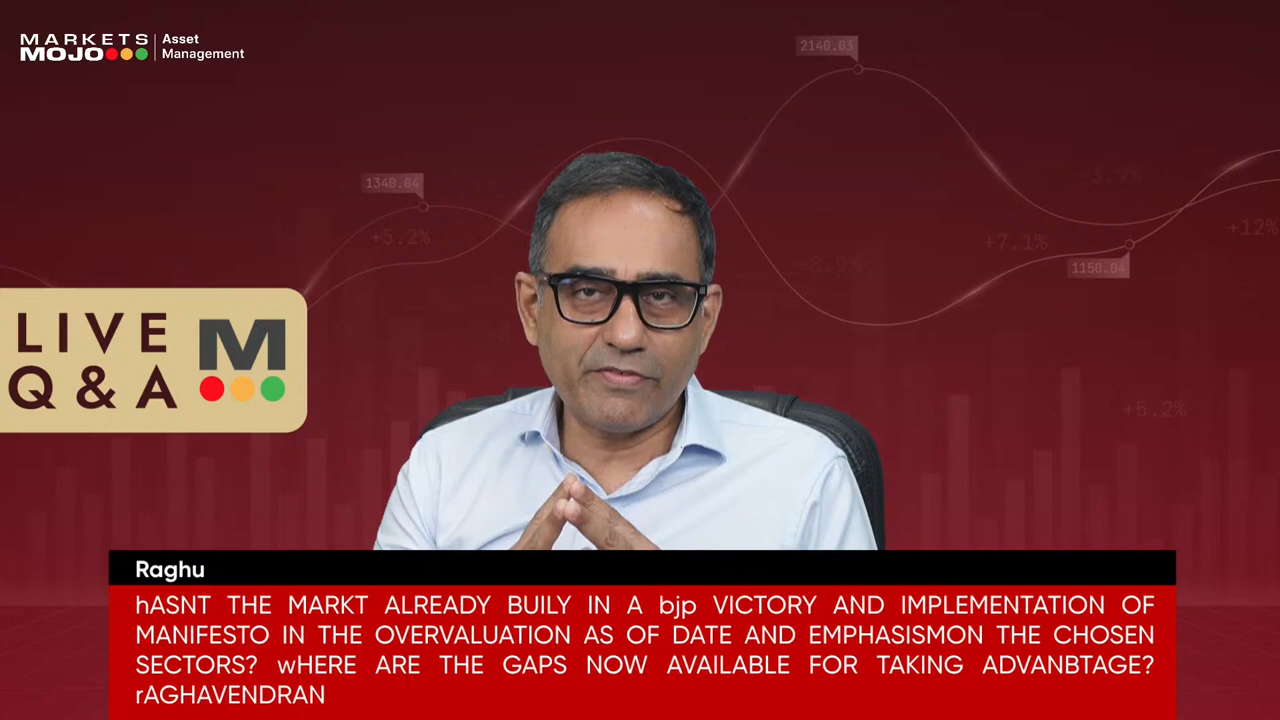 MARKETS
MOJO
Asset
Management
2140.03
1340.04
+5.2%
+7.1%
+12%
1150.04
+5.2%
LIVE
Q & A
M
Raghu
hASNT THE MARKT ALREADY BUILY IN A bjp VICTORY AND IMPLEMENTATION OF
MANIFESTO IN THE OVERVALUATION AS OF DATE AND EMPHASISMON THE CHOSEN
SECTORS? wHERE ARE THE GAPS NOW AVAILABLE FOR TAKING ADVANBTAGE?
rAGHAVENDRAN